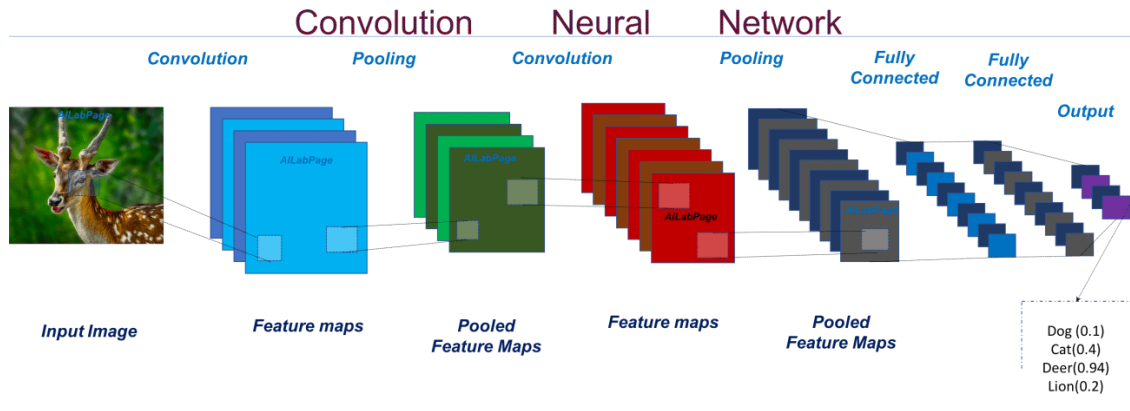 Convolution Neural Network
Convolution Pooling Convolution Pooling Fully Connected Fully Connected Output
AILabPage
AILabPage
AILabPage
AILabPage
AILabPage
Input Image
Feature maps
Pooled
Feature Maps
Feature maps
Pooled
Feature Maps
Dog (0.1)
Cat(0.4)
Deer(0.94)
Lion(0.2)